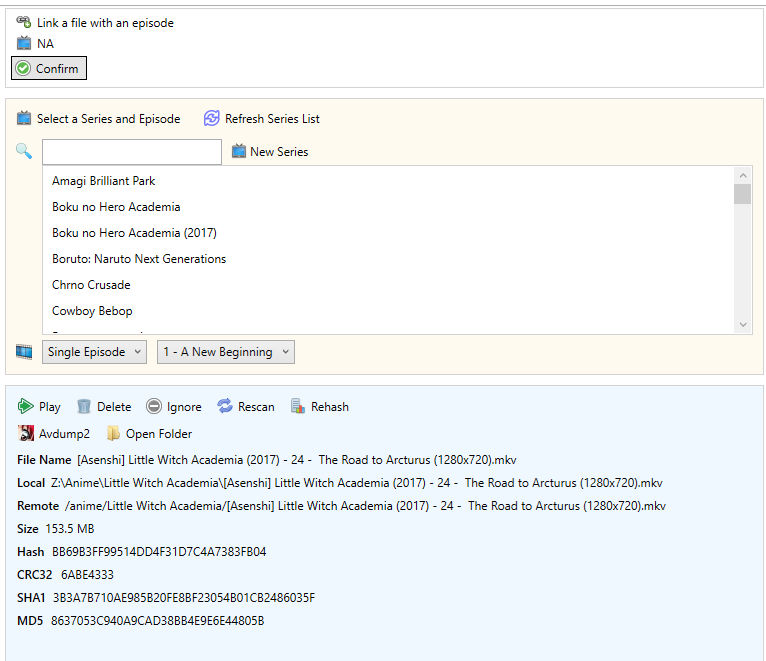 Link a file with an episode
NA
Confirm
Select a Series and Episode Refresh Series List
New Series
Amagi Brilliant Park
Boku no Hero Academia
Boku no Hero Academia (2017)
Boruto: Naruto Next Generations
Chrno Crusade
Cowboy Bebop
Single Episode 1 - A New Beginning
Play Delete Ignore Rescan Rehash
Avdump2 Open Folder
File Name [Asenshi] Little Witch Academia (2017) - 24 -  The Road to Arcturus (1280x720).mkv
Local Z:\Anime\Little Witch Academia\[Asenshi] Little Witch Academia (2017) - 24 -  The Road to Arcturus (1280x720).mkv
Remote /anime/Little Witch Academia/[Asenshi] Little Witch Academia (2017) - 24 -  The Road to Arcturus (1280x720).mkv
Size 153.5 MB
Hash BB69B3FF99514DD4F31D7C4A7383FB04
CRC32 6ABE4333
SHA1 3B3A7B710AE985B20FE8BF23054B01CB2486035F
MD5 8637053C940A9CAD38BB4E9E6E44805B